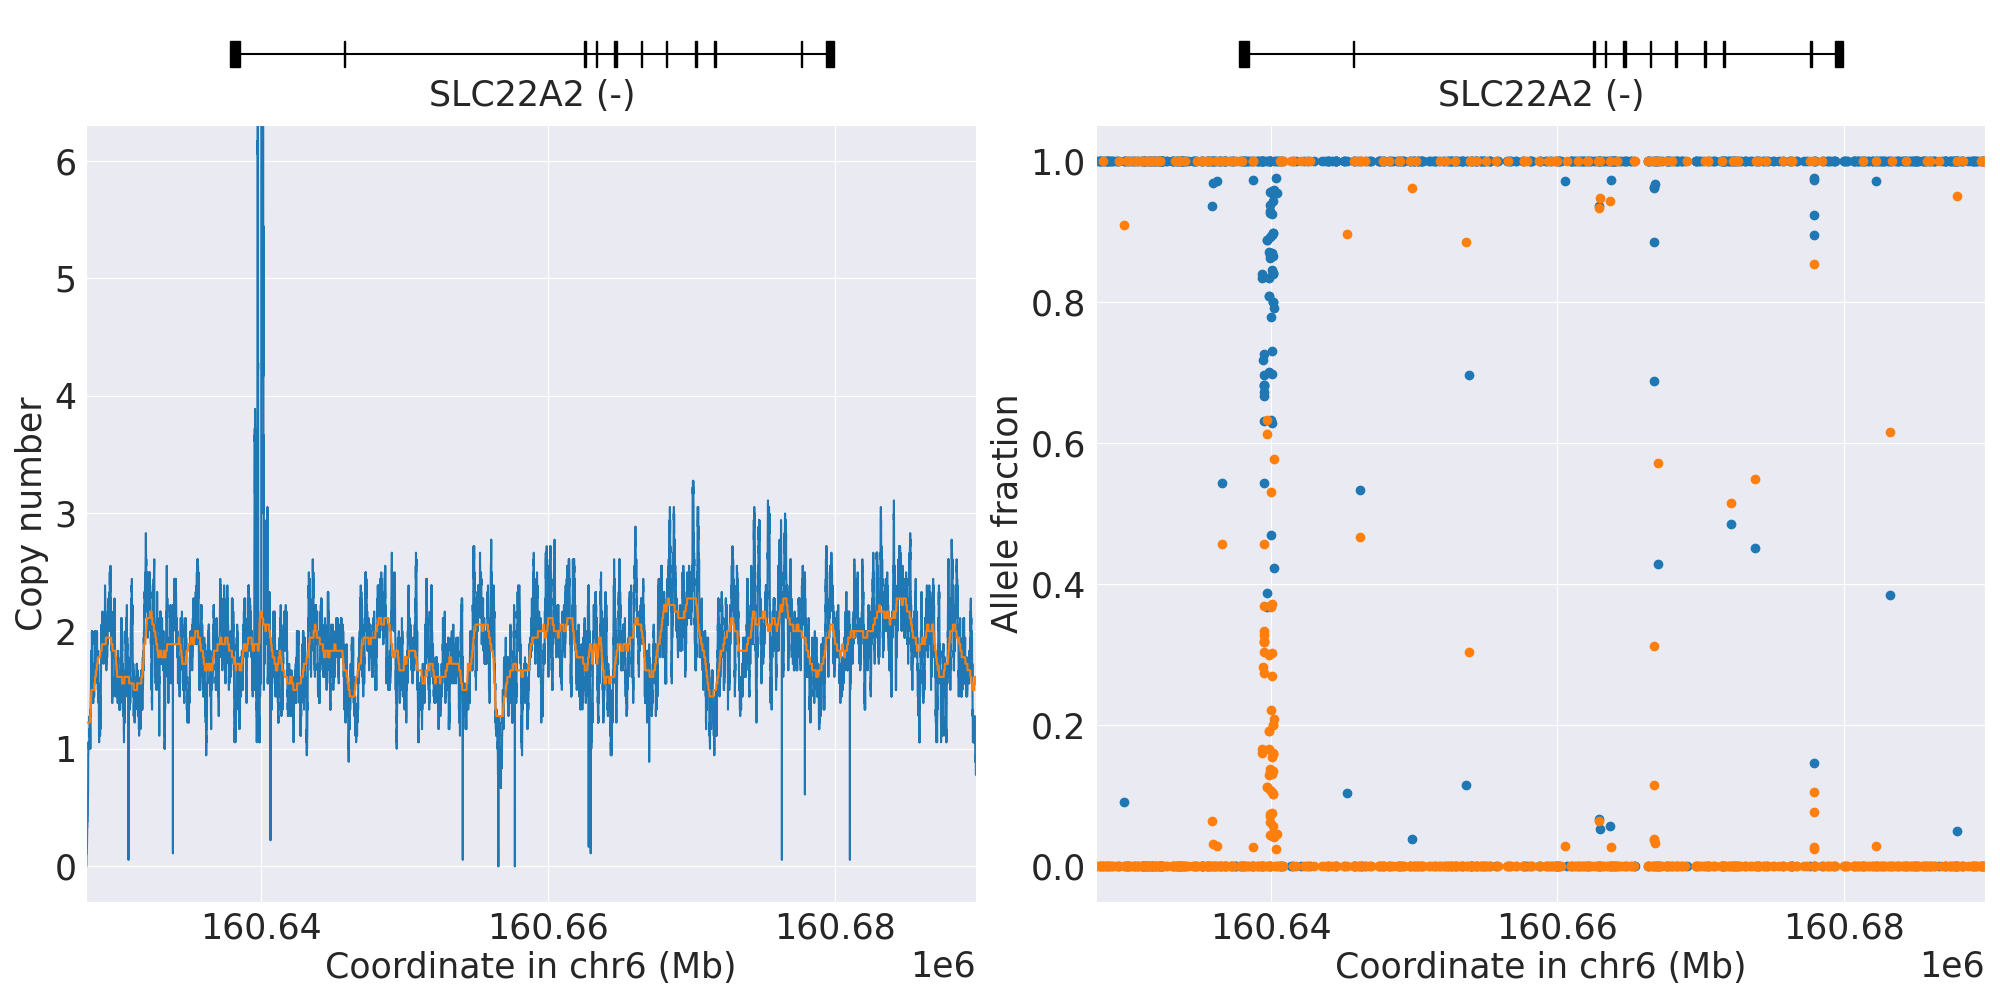 SLC22A2 (-)
6
5
4
3
2
1
0
Copy number
160.64
160.66
160.68
Coordinate in chr6 (Mb)
1e6
SLC22A2 (-)
1.0
0.8
0.6
0.4
0.2
0.0
Allele fraction
160.64
160.66
160.68
Coordinate in chr6 (Mb)
1e6